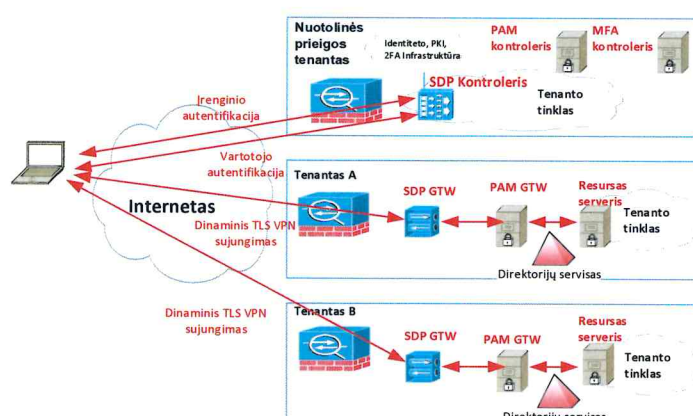 Nuotolinės
prieigos
tenantas
Identiteto, PKI,
2FA Infrastruktūra
PAM
kontroleris
MFA
kontroleris
SDP Kontroleris
Tenanto
tinklas
Įrenginio
autentifikacija
Vartotojo
autentifikacija
Internetas
Dinaminis TLS VPN
sujungimas
Tenantas A
SDP GTW
PAM GTW
Resursas
serveris
Tenanto
tinklas
Direktorijų servisas
Dinaminis TLS VPN
sujungimas
Tenantas B
SDP GTW
PAM GTW
Resursas
serveris
Tenanto
tinklas
Direktorijų servisas